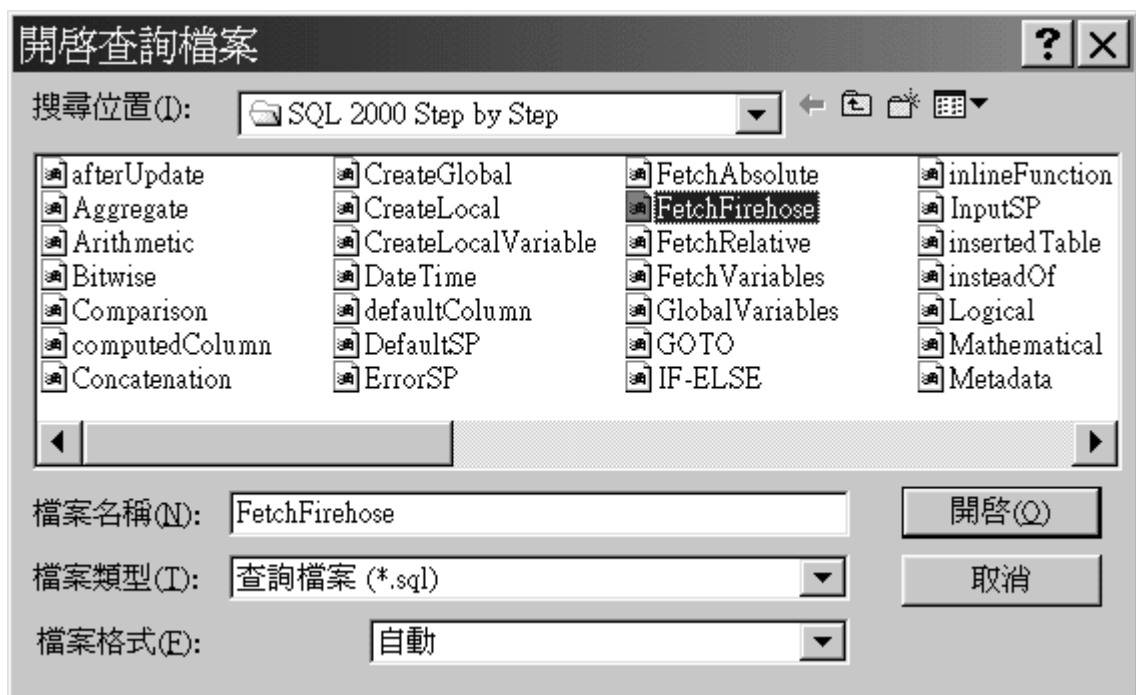 開啓查詢檔案
搜尋位置(I): SQL 2000 Step by Step
afterUpdate CreateGlobal FetchAbsolute inlineFunction
Aggregate CreateLocal FetchFirehose InputSP
Arithmetic CreateLocalVariable FetchRelative insertedTable
Bitwise DateTime FetchVariables insteadOf
Comparison defaultColumn GlobalVariables Logical
computedColumn DefaultSP GOTO Mathematical
Concatenation ErrorSP IF-ELSE Metadata
檔案名稱(N): FetchFirehose 開啓(O)
檔案類型(T): 查詢檔案 (*.sql) 取消
檔案格式(F): 自動